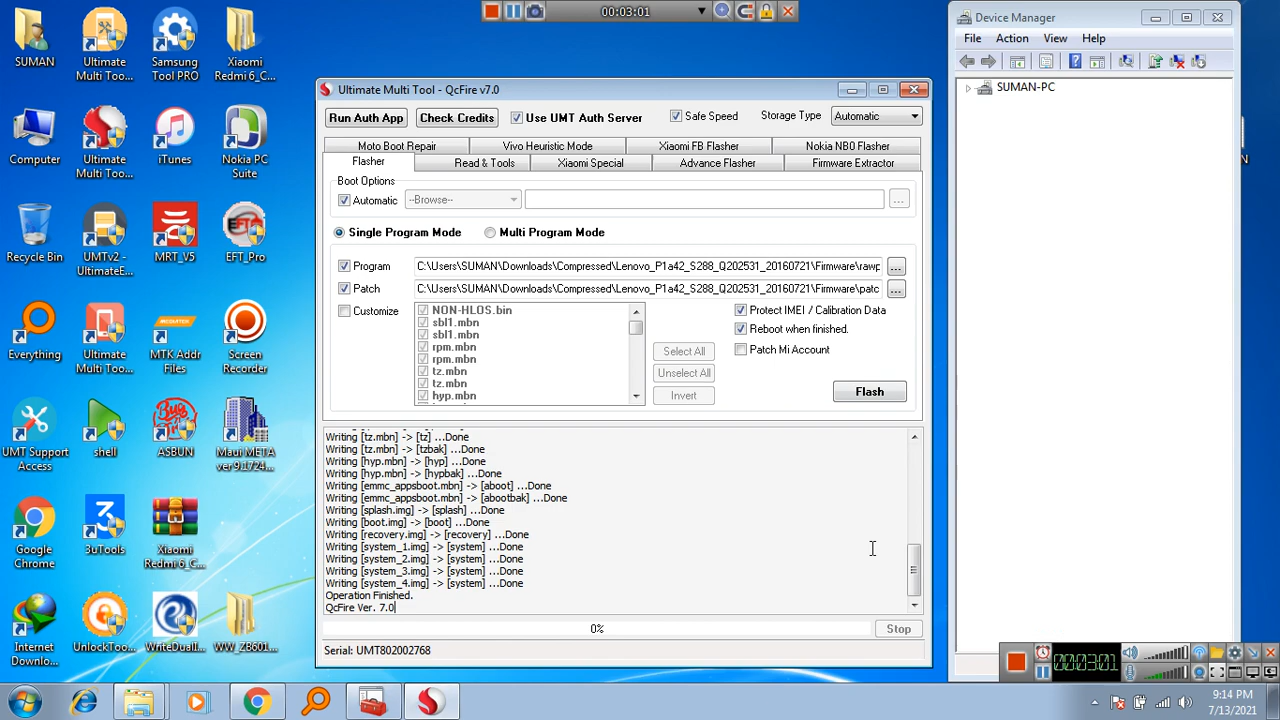 SUMAN
Ultimate
Multi Too...
Samsung
Tool PRO
Xiaomi
Redmi 6_C...
Computer
Ultimate
Multi Too...
iTunes
Nokia PC
Suite
Recycle Bin
UMTv2 -
UltimateE...
MRT_V5
EFT_Pro
Everything
Ultimate
Multi Too...
MTK Addr
Files
Screen
Recorder
UMT Support
Access
shell
ASBUN
Maui META
ver 9.1724...
Google
Chrome
3uTools
Xiaomi
Redmi 6_C...
Internet
Downlo...
UnlockToo...
WriteDualI...
WW_ZB601...
00:03:01
Ultimate Multi Tool - QcFire v7.0
Run Auth App
Check Credits
Use UMT Auth Server
Safe Speed
Storage Type
Automatic
Moto Boot Repair
Vivo Heuristic Mode
Xiaomi FB Flasher
Nokia NB0 Flasher
Flasher
Read & Tools
Xiaomi Special
Advance Flasher
Firmware Extractor
Boot Options
Automatic
--Browse--
...
Single Program Mode
Multi Program Mode
Program
C:\Users\SUMAN\Downloads\Compressed\Lenovo_P1a42_S288_Q202531_20160721\Firmware\rawp
...
Patch
C:\Users\SUMAN\Downloads\Compressed\Lenovo_P1a42_S288_Q202531_20160721\Firmware\patc
...
Customize
NON-HLOS.bin
sbl1.mbn
sbl1.mbn
rpm.mbn
rpm.mbn
tz.mbn
tz.mbn
hyp.mbn
Select All
Unselect All
Invert
Protect IMEI / Calibration Data
Reboot when finished.
Patch Mi Account
Flash
Writing [tz.mbn] -> [tz] ...Done
Writing [tz.mbn] -> [tzbak] ...Done
Writing [hyp.mbn] -> [hyp] ...Done
Writing [hyp.mbn] -> [hypbak] ...Done
Writing [emmc_appsboot.mbn] -> [aboot] ...Done
Writing [emmc_appsboot.mbn] -> [abootbak] ...Done
Writing [splash.img] -> [splash] ...Done
Writing [boot.img] -> [boot] ...Done
Writing [recovery.img] -> [recovery] ...Done
Writing [system_1.img] -> [system] ...Done
Writing [system_2.img] -> [system] ...Done
Writing [system_3.img] -> [system] ...Done
Writing [system_4.img] -> [system] ...Done
Operation Finished.
QcFire Ver. 7.0
0%
Stop
Serial: UMT802002768
Device Manager
File
Action
View
Help
SUMAN-PC
00:03:01
9:14 PM
7/13/2021